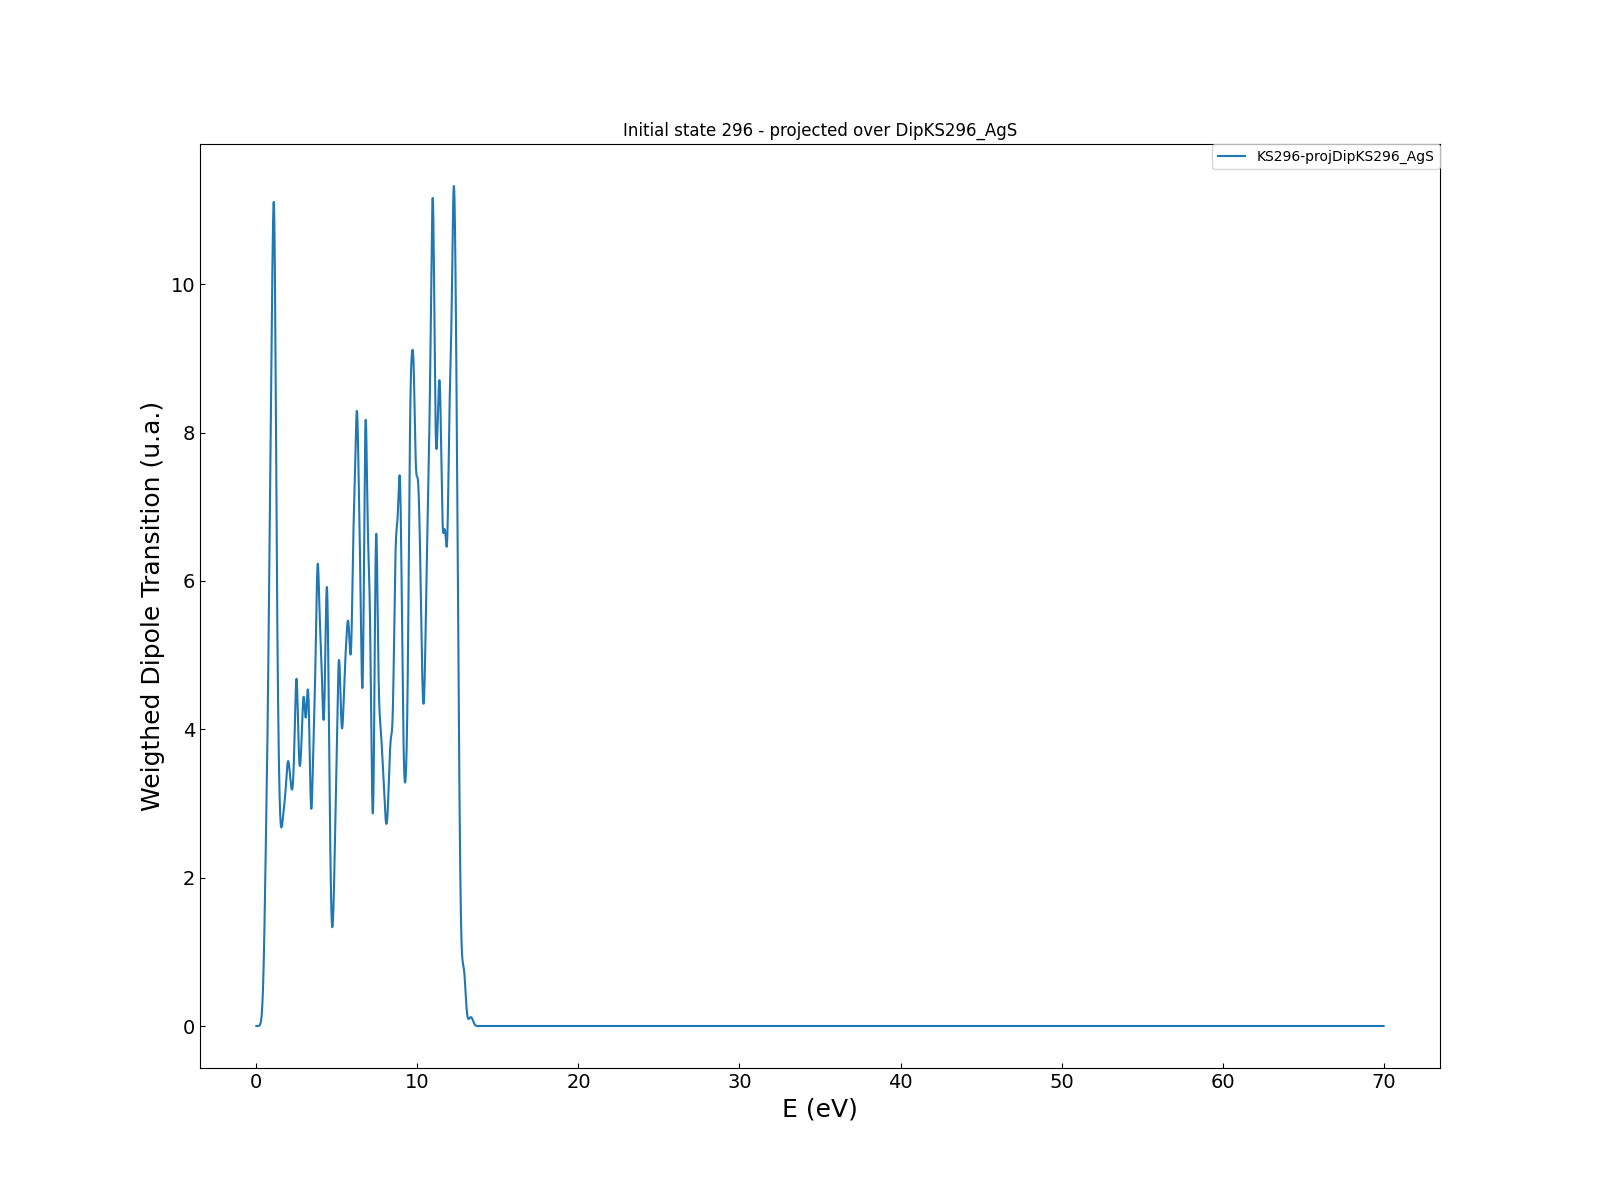 Initial state 296 - projected over DipKS296_AgS
KS296-projDipKS296_AgS
Weigthed Dipole Transition (u.a.)
10
8
6
4
2
0
0 10 20 30 40 50 60 70
E (eV)